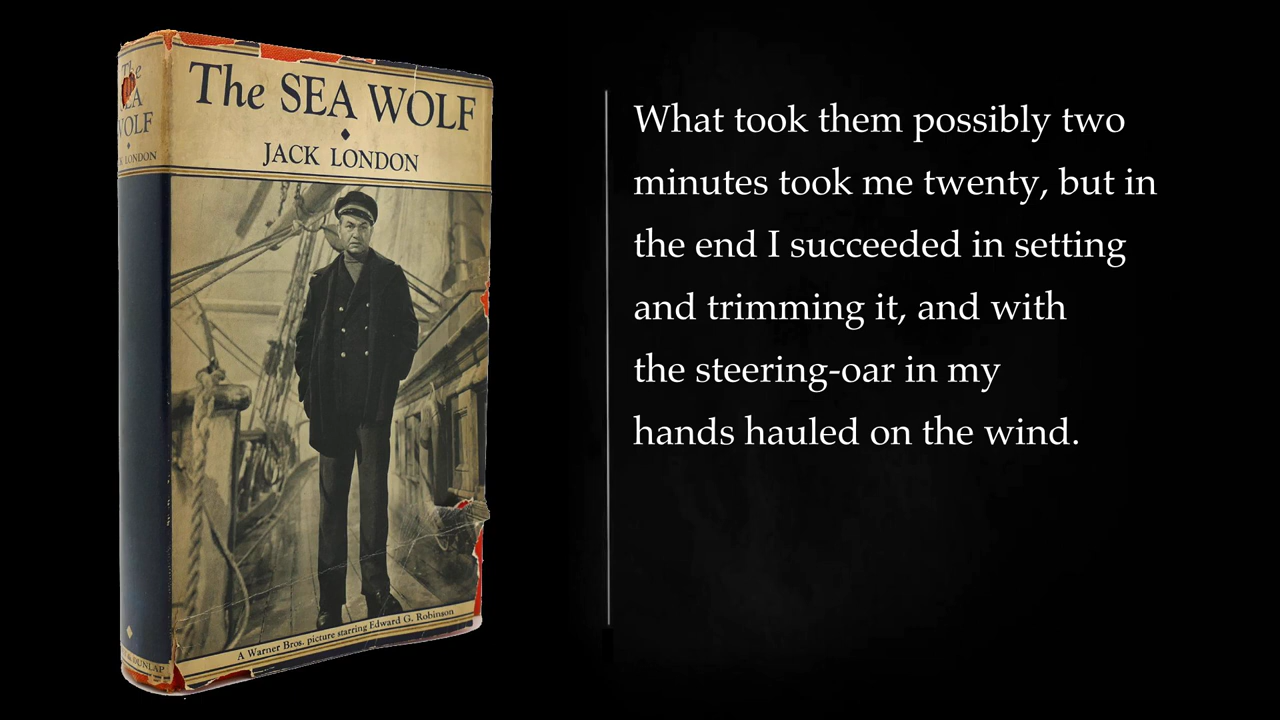 The SEA WOLF
JACK LONDON
The
SEA
WOLF
LONDON
A Warner Bros. picture starring Edward G. Robinson
DUNLAP
What took them possibly two
minutes took me twenty, but in
the end I succeeded in setting
and trimming it, and with
the steering-oar in my
hands hauled on the wind.